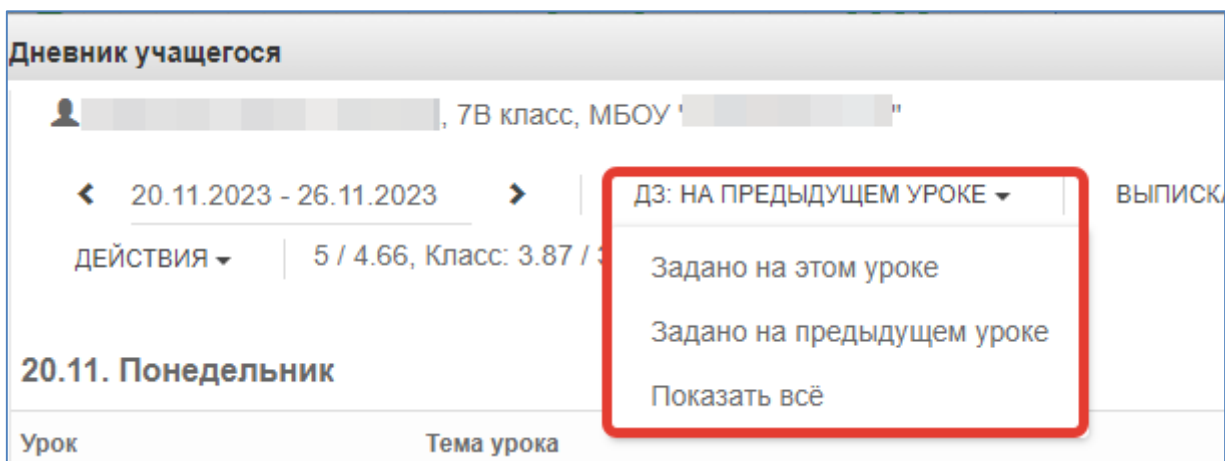 Дневник учащегося
, 7В класс, МБОУ " "
20.11.2023 - 26.11.2023 ДЗ: НА ПРЕДЫДУЩЕМ УРОКЕ
ДЕЙСТВИЯ 5 / 4.66, Класс: 3.87 /
Задано на этом уроке
Задано на предыдущем уроке
Показать всё
20.11. Понедельник
Урок Тема урока